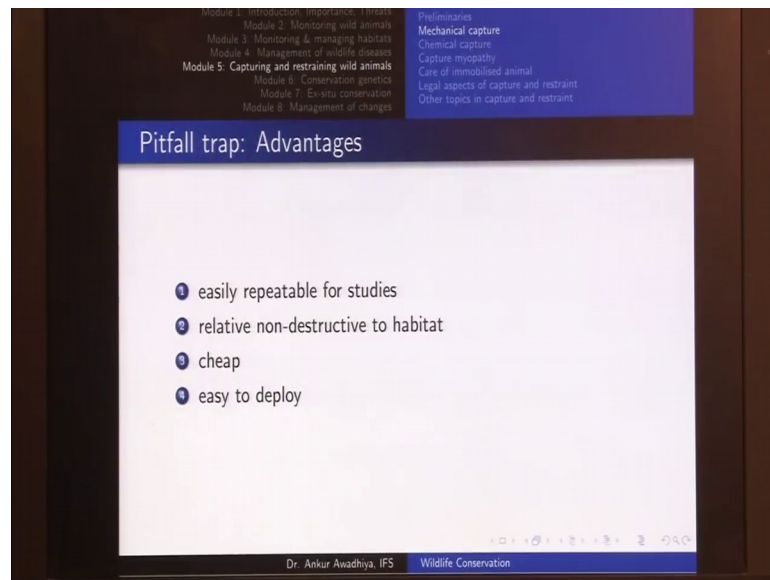 Module 1: Introduction, Importance, Threats
Module 2: Monitoring wild animals
Module 3: Monitoring & managing habitats
Module 4: Management of wildlife diseases
Module 5: Capturing and restraining wild animals
Module 6: Conservation genetics
Module 7: Ex-situ conservation
Module 8: Management of changes
Preliminaries
Mechanical capture
Chemical capture
Capture myopathy
Care of immobilised animal
Legal aspects of capture and restraint
Other topics in capture and restraint
Pitfall trap: Advantages
1 easily repeatable for studies
2 relative non-destructive to habitat
3 cheap
4 easy to deploy
Dr. Ankur Awadhiya, IFS Wildlife Conservation